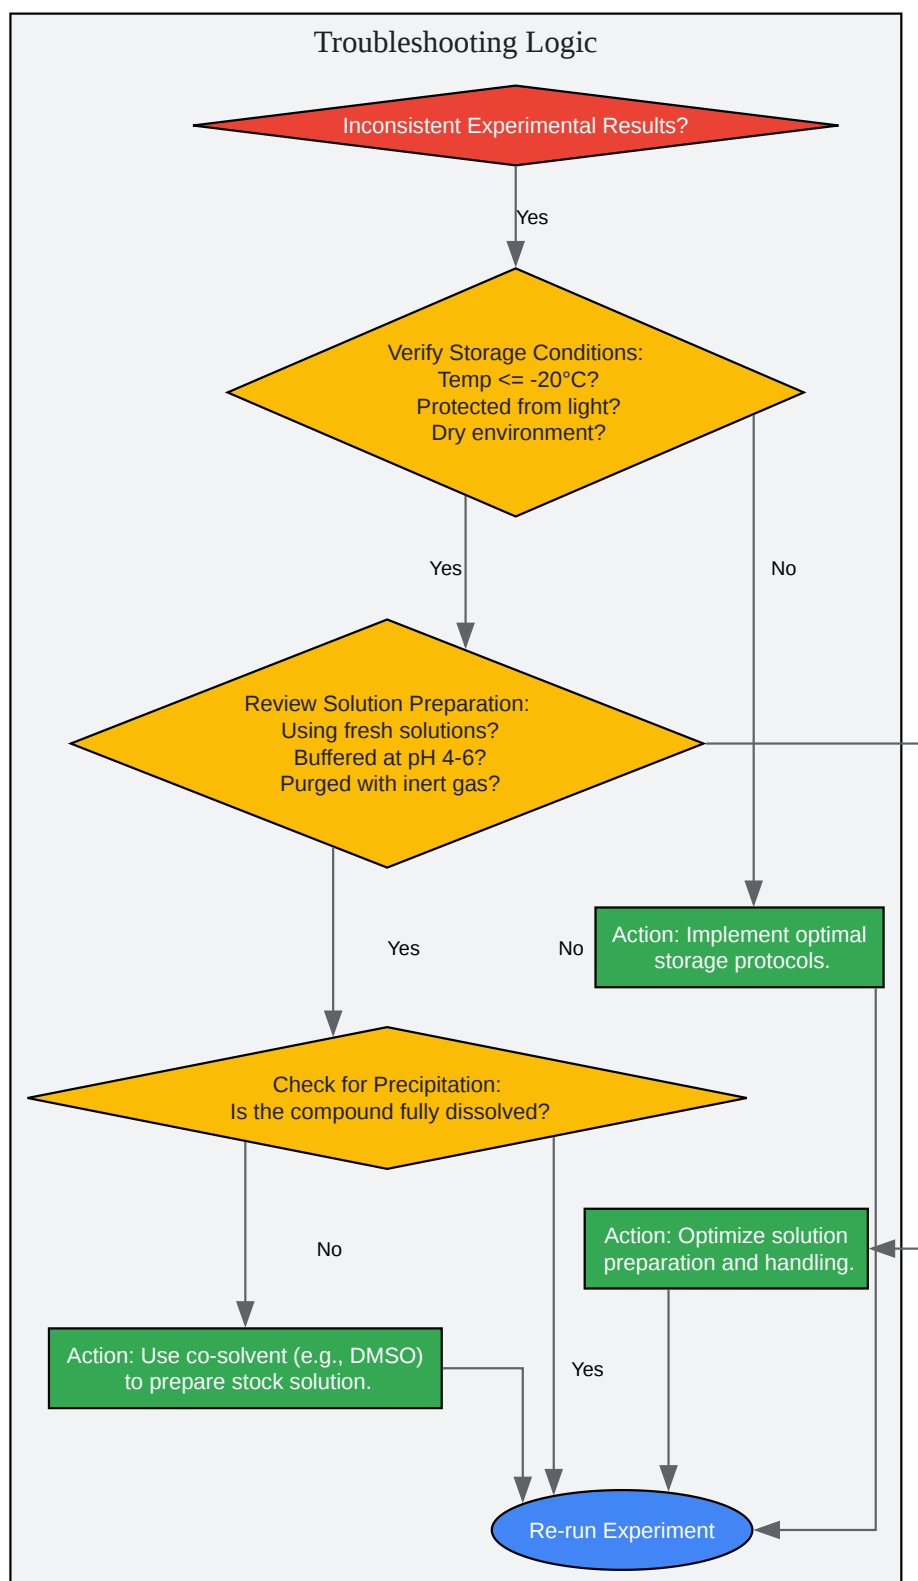 Troubleshooting Logic
Inconsistent Experimental Results?
Yes
Verify Storage Conditions:
Temp <= -20°C?
Protected from light?
Dry environment?
Yes
No
Review Solution Preparation:
Using fresh solutions?
Buffered at pH 4-6?
Purged with inert gas?
Yes
No
Action: Implement optimal
storage protocols.
Check for Precipitation:
Is the compound fully dissolved?
No
Action: Optimize solution
preparation and handling.
Action: Use co-solvent (e.g., DMSO)
to prepare stock solution.
Yes
Re-run Experiment